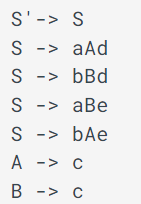 S'-> S
S -> aAd
S -> bBd
S -> aBe
S -> bAe
A -> c
B -> c